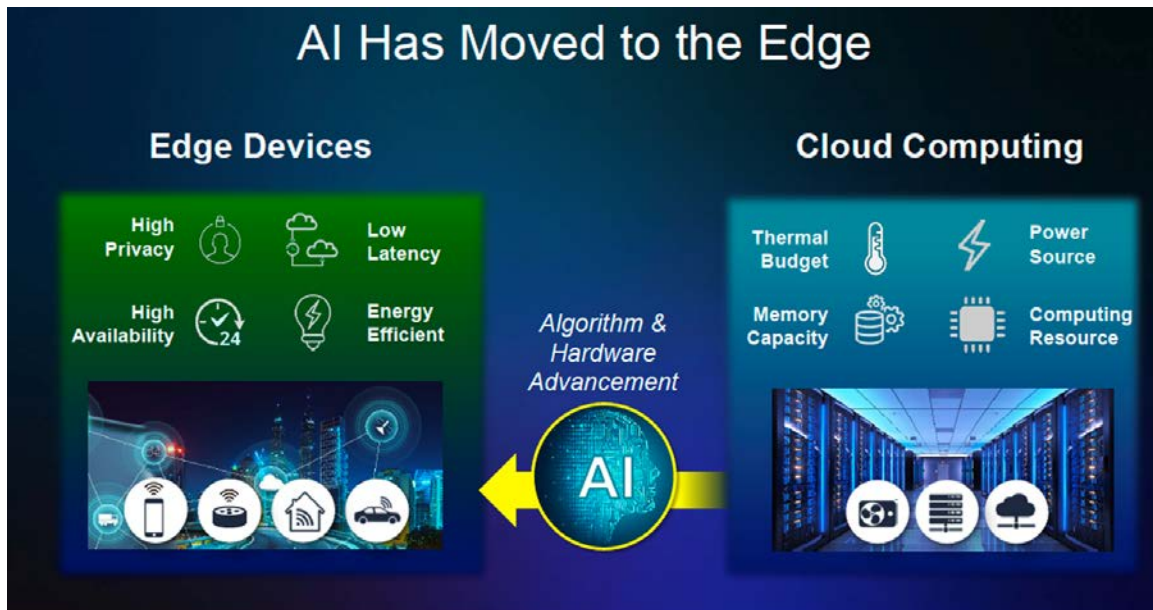 AI Has Moved to the Edge
Edge Devices
High
Privacy
Low
Latency
High
Availability
24
Energy
Efficient
Algorithm &
Hardware
Advancement
AI
Cloud Computing
Thermal
Budget
Power
Source
Memory
Capacity
Computing
Resource